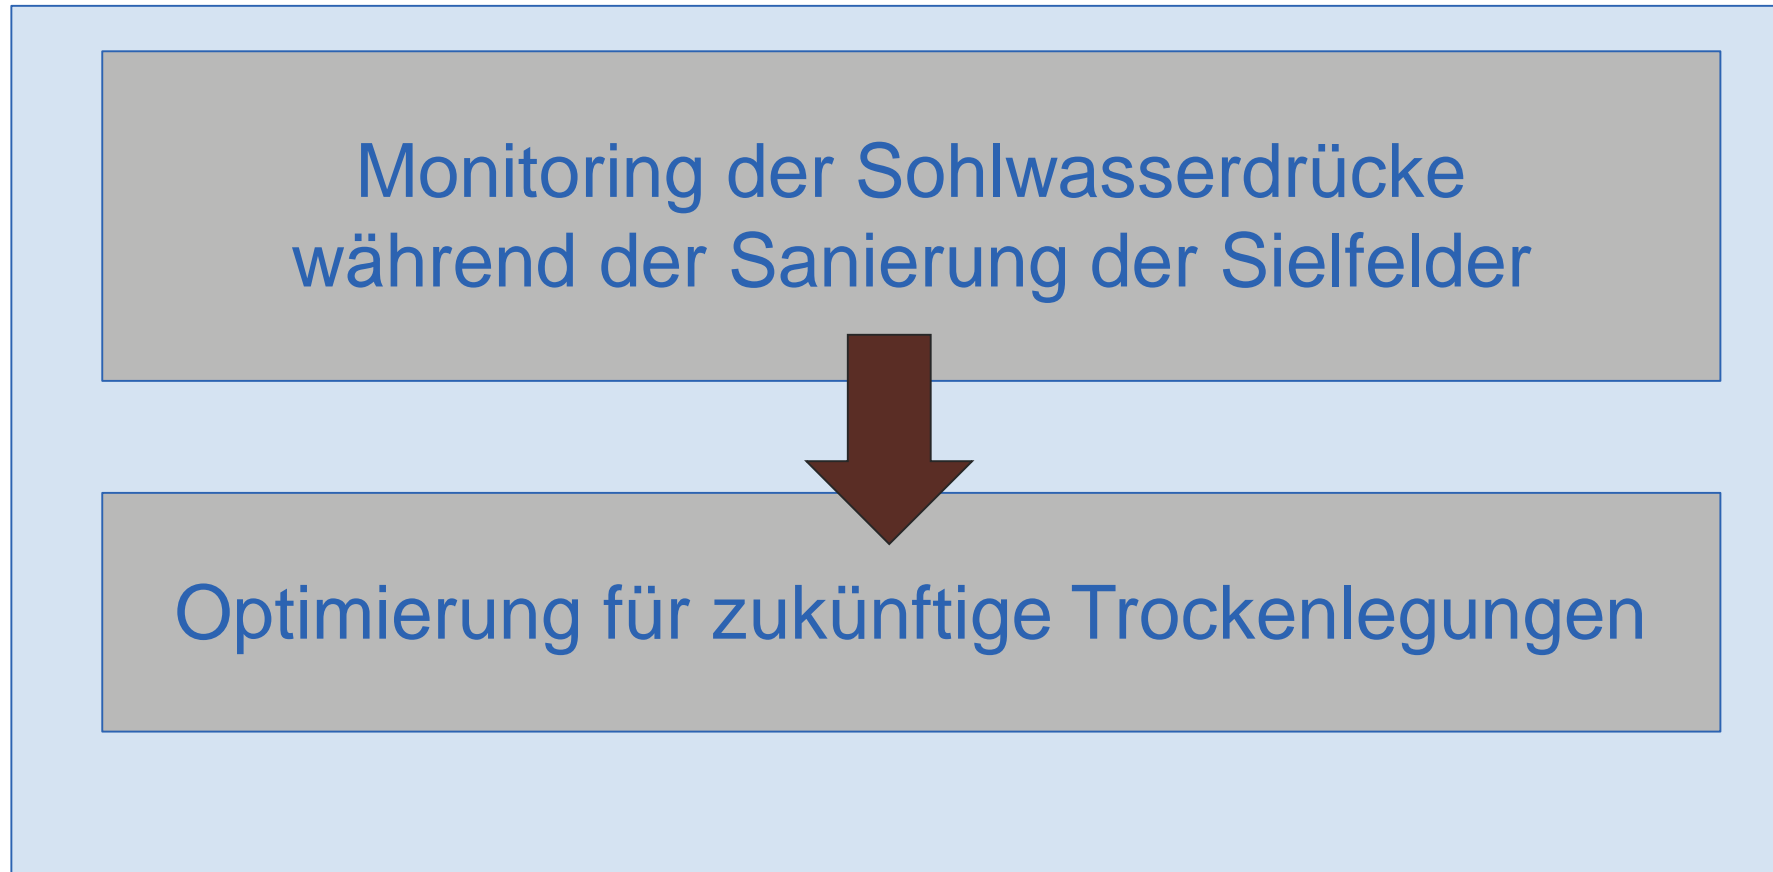 Monitoring der Sohlwasserdrücke
während der Sanierung der Sielfelder
Optimierung für zukünftige Trockenlegungen